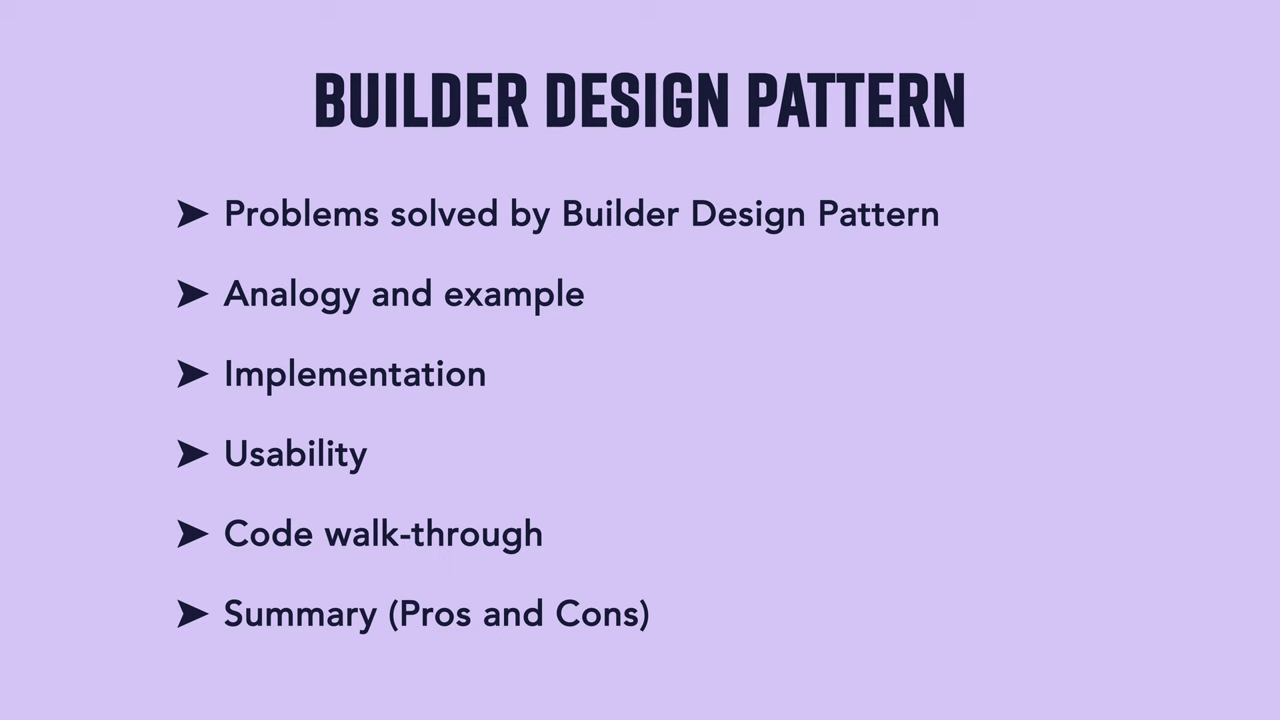 BUILDER DESIGN PATTERN
➤ Problems solved by Builder Design Pattern
➤ Analogy and example
➤ Implementation
➤ Usability
➤ Code walk-through
➤ Summary (Pros and Cons)